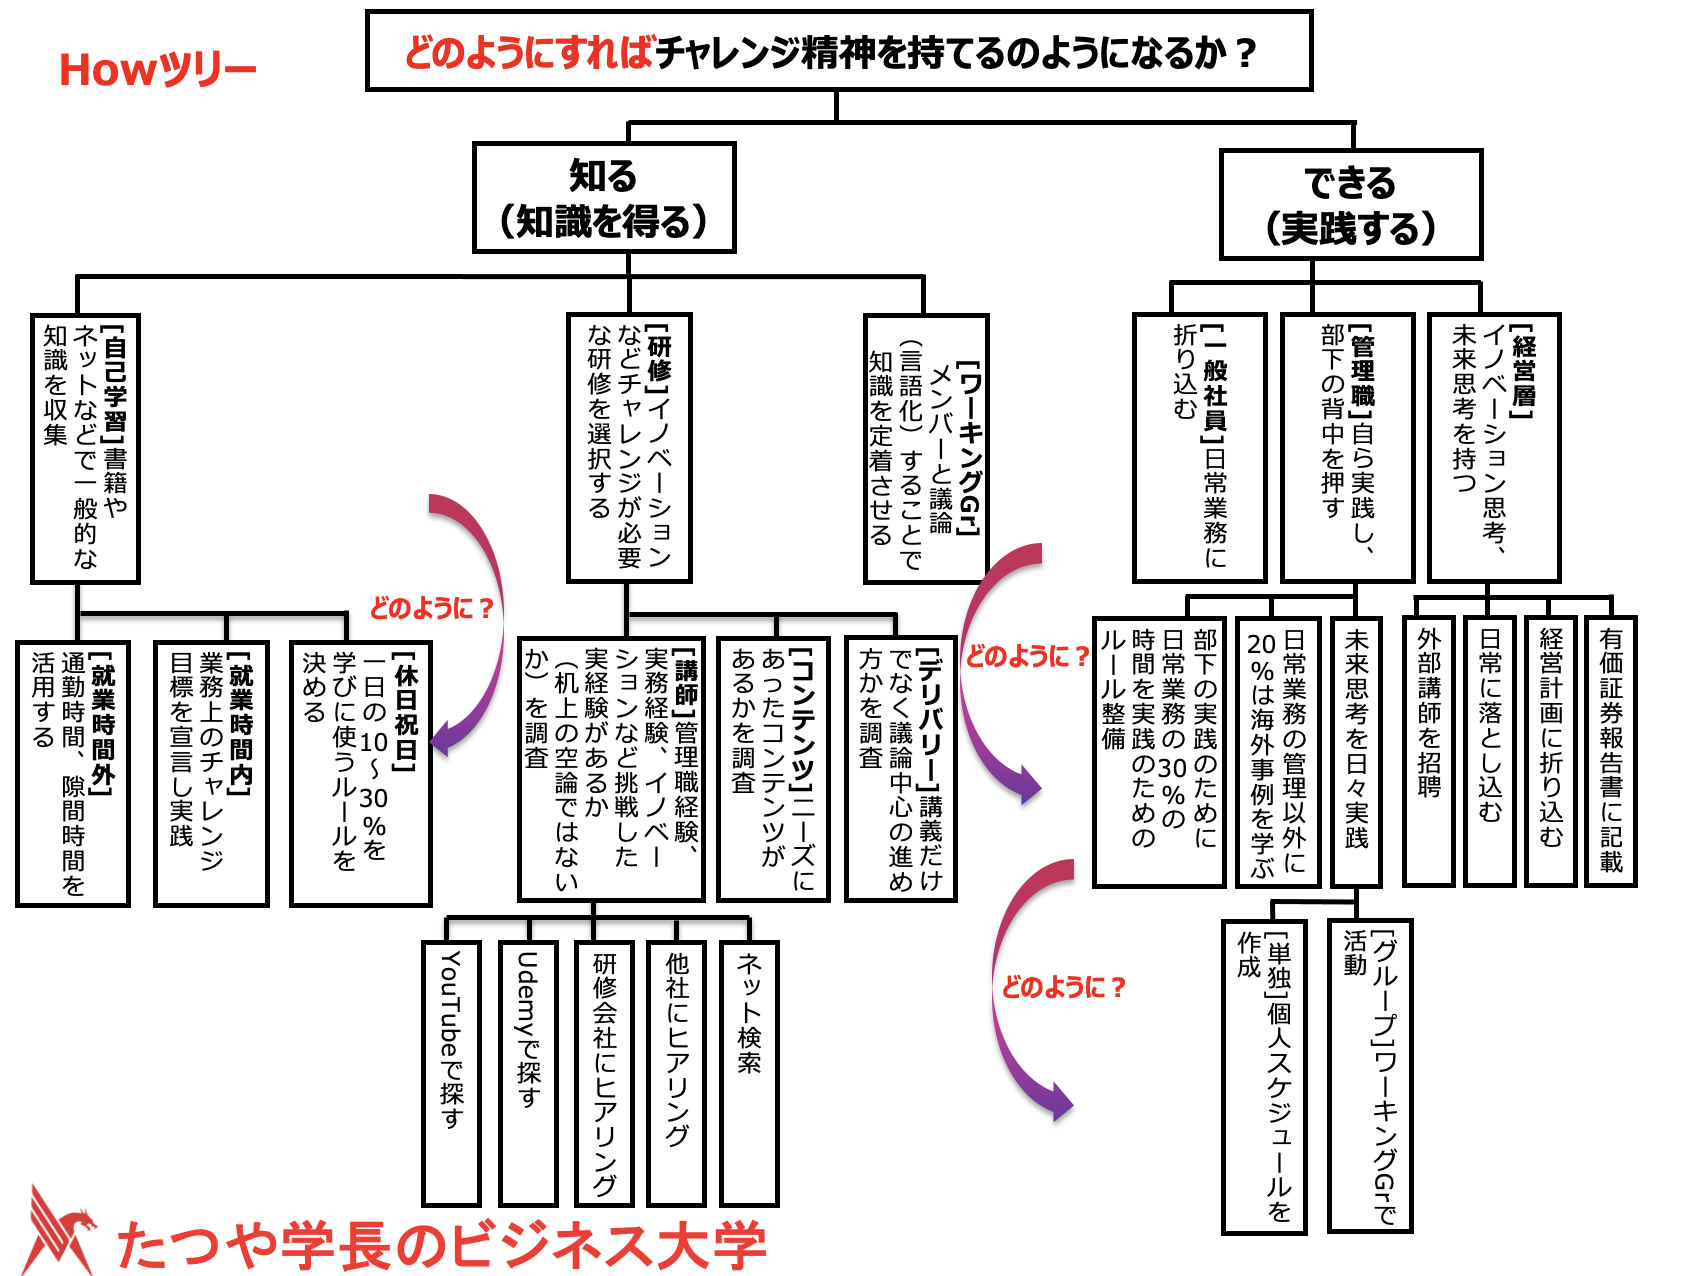 Howツリー
どのようにすればチャレンジ精神を持てるのようになるか？
知る
（知識を得る）
できる
（実践する）
[自己学習]書籍や
ネットなどで一般的な
知識を収集
[研修]イノベーション
などチャレンジが必要
な研修を選択する
[ワーキングGr]
メンバーと議論
（言語化）することで
知識を定着させる
[一般社員]日常業務に
折り込む
[管理職]自ら実践し、
部下の背中を押す
[経営層]
イノベーション思考、
未来思考を持つ
どのように？
どのように？
[就業時間外]
通勤時間、隙間時間を
活用する
[就業時間内]
業務上のチャレンジ
目標を宣言し実践
[休日祝日]
一日の10～30%を
学びに使うルールを
決める
[講師]管理職経験、
実務経験、イノベー
ションなど挑戦した
実経験があるか
（机上の空論ではない
か）を調査
[コンテンツ]ニーズに
あったコンテンツが
あるかを調査
[デリバリー]講義だけ
でなく議論中心の進め
方かを調査
部下の実践のために
日常業務の30%の
時間を実践のための
ルール整備
日常業務の管理以外に
20%は海外事例を学ぶ
未来思考を日々実践
外部講師を招聘
日常に落とし込む
経営計画に折り込む
有価証券報告書に記載
どのように？
YouTubeで探す
Udemyで探す
研修会社にヒアリング
他社にヒアリング
ネット検索
[単独]個人スケジュールを
作成
[グループ]ワーキングGrで
活動
たつや学長のビジネス大学